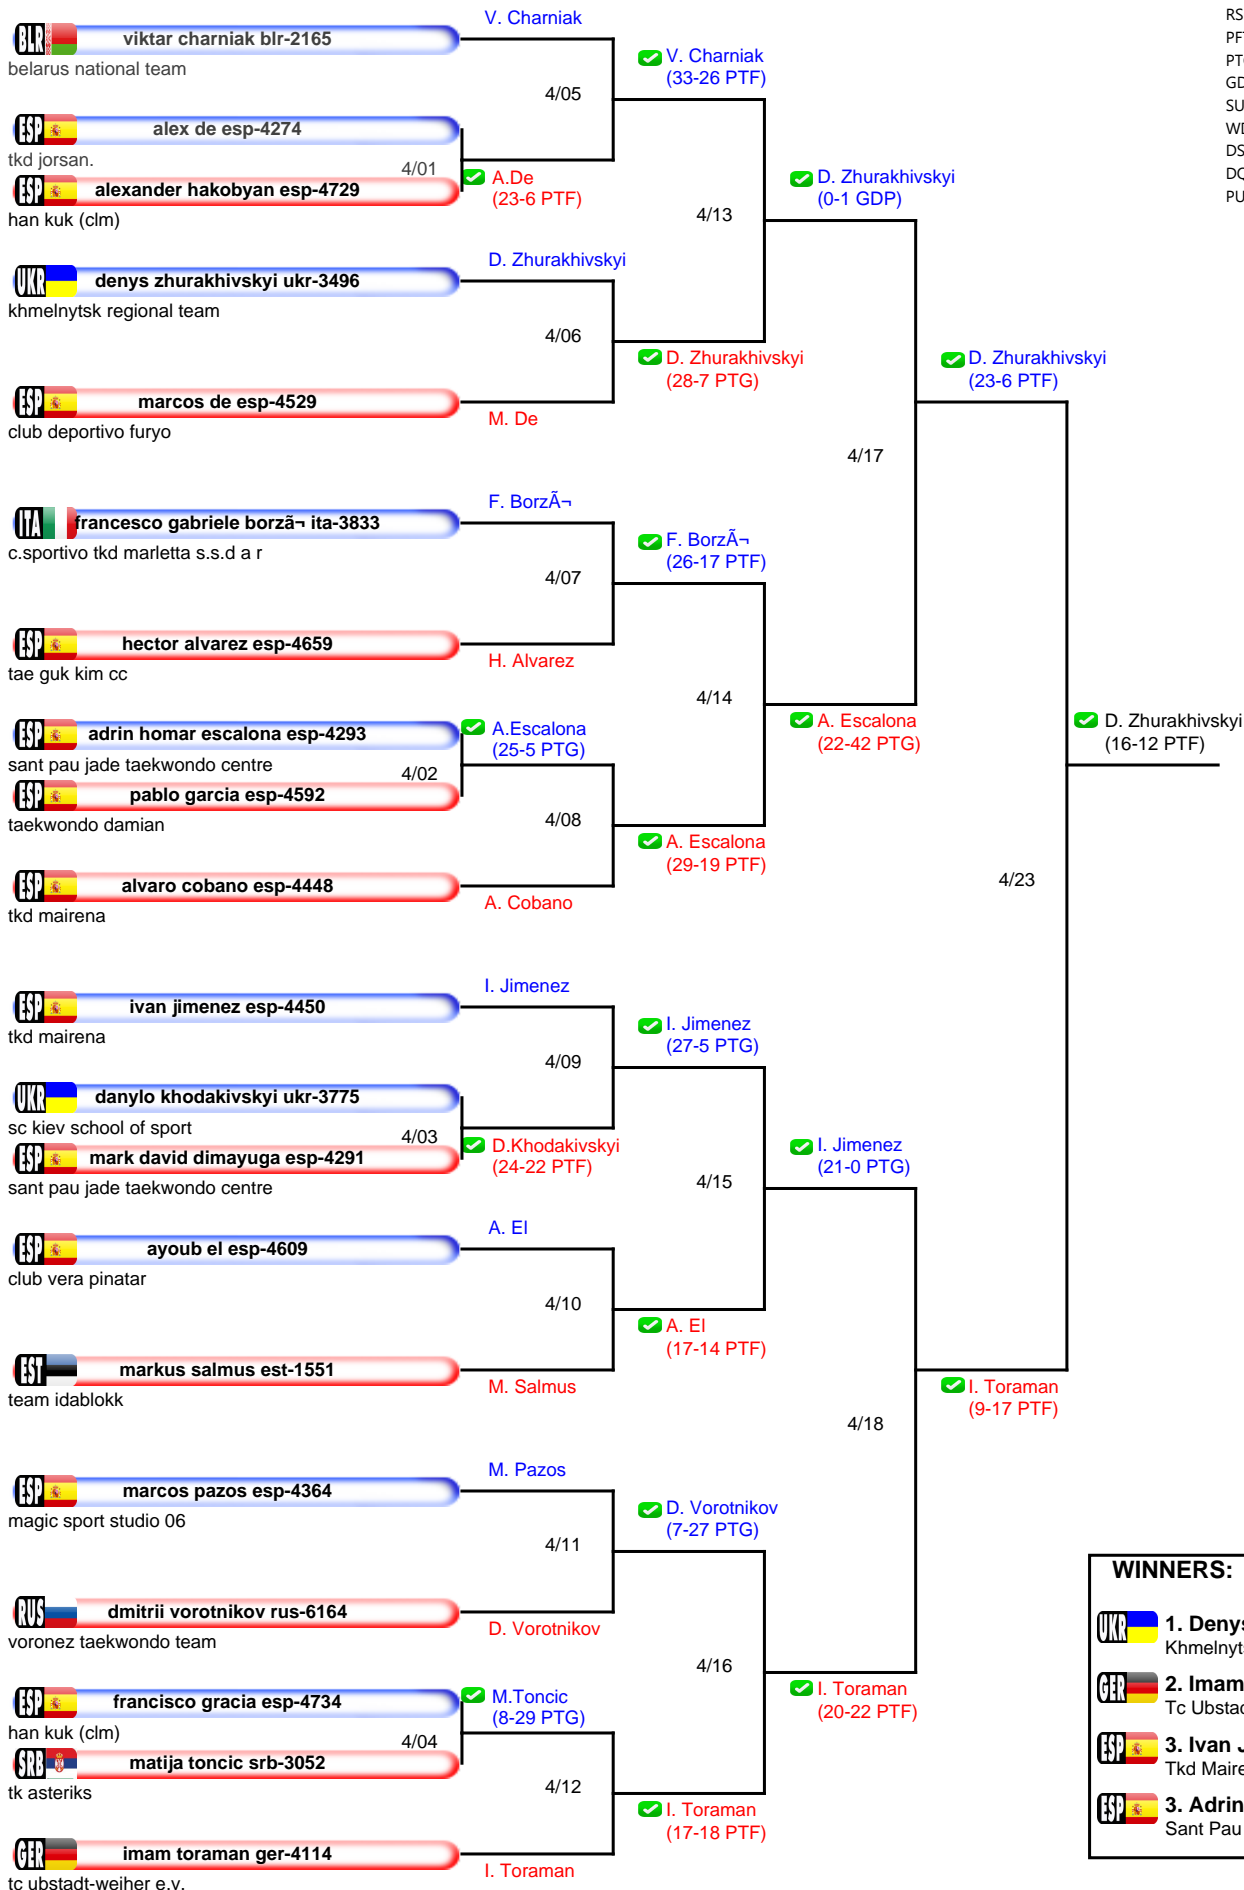 V. Charniak
BLR viktar charniak blr-2165
belarus national team
V. Charniak
(33-26 PTF)
4/05
ESP alex de esp-4274
tkd jorsan.
4/01
A.De
(23-6 PTF)
ESP alexander hakobyan esp-4729
han kuk (clm)
D. Zhurakhivskyi
(0-1 GDP)
4/13
D. Zhurakhivskyi
UKR denys zhurakhivskyi ukr-3496
khmelnytsk regional team
4/06
D. Zhurakhivskyi
(28-7 PTG)
D. Zhurakhivskyi
(23-6 PTF)
ESP marcos de esp-4529
club deportivo furyo
M. De
4/17
F. BorzÃ¬
ITA francesco gabriele borzã¬ ita-3833
c.sportivo tkd marletta s.s.d a r
F. BorzÃ¬
(26-17 PTF)
4/07
ESP hector alvarez esp-4659
tae guk kim cc
H. Alvarez
4/14
A. Escalona
(22-42 PTG)
D. Zhurakhivskyi
(16-12 PTF)
ESP adrin homar escalona esp-4293
sant pau jade taekwondo centre
A.Escalona
(25-5 PTG)
4/02
ESP pablo garcia esp-4592
taekwondo damian
4/08
A. Escalona
(29-19 PTF)
4/23
ESP alvaro cobano esp-4448
tkd mairena
A. Cobano
I. Jimenez
ESP ivan jimenez esp-4450
tkd mairena
I. Jimenez
(27-5 PTG)
4/09
UKR danylo khodakivskyi ukr-3775
sc kiev school of sport
4/03
D.Khodakivskyi
(24-22 PTF)
ESP mark david dimayuga esp-4291
sant pau jade taekwondo centre
I. Jimenez
(21-0 PTG)
4/15
A. El
ESP ayoub el esp-4609
club vera pinatar
4/10
A. El
(17-14 PTF)
EST markus salmus est-1551
team idablokk
M. Salmus
I. Toraman
(9-17 PTF)
4/18
M. Pazos
ESP marcos pazos esp-4364
magic sport studio 06
D. Vorotnikov
(7-27 PTG)
4/11
RUS dmitrii vorotnikov rus-6164
voronez taekwondo team
D. Vorotnikov
4/16
I. Toraman
(20-22 PTF)
ESP francisco gracia esp-4734
han kuk (clm)
M.Toncic
(8-29 PTG)
4/04
SRB matija toncic srb-3052
tk asteriks
4/12
I. Toraman
(17-18 PTF)
GER imam toraman ger-4114
tc ubstadt-weiher e.v.
I. Toraman
WINNERS:
UKR 1. Denys
Khmelnyt
GER 2. Imam
Tc Ubstad
ESP 3. Ivan J
Tkd Maire
ESP 3. Adrin
Sant Pau
RS
PF
PT
GD
SU
WD
DS
DQ
PU